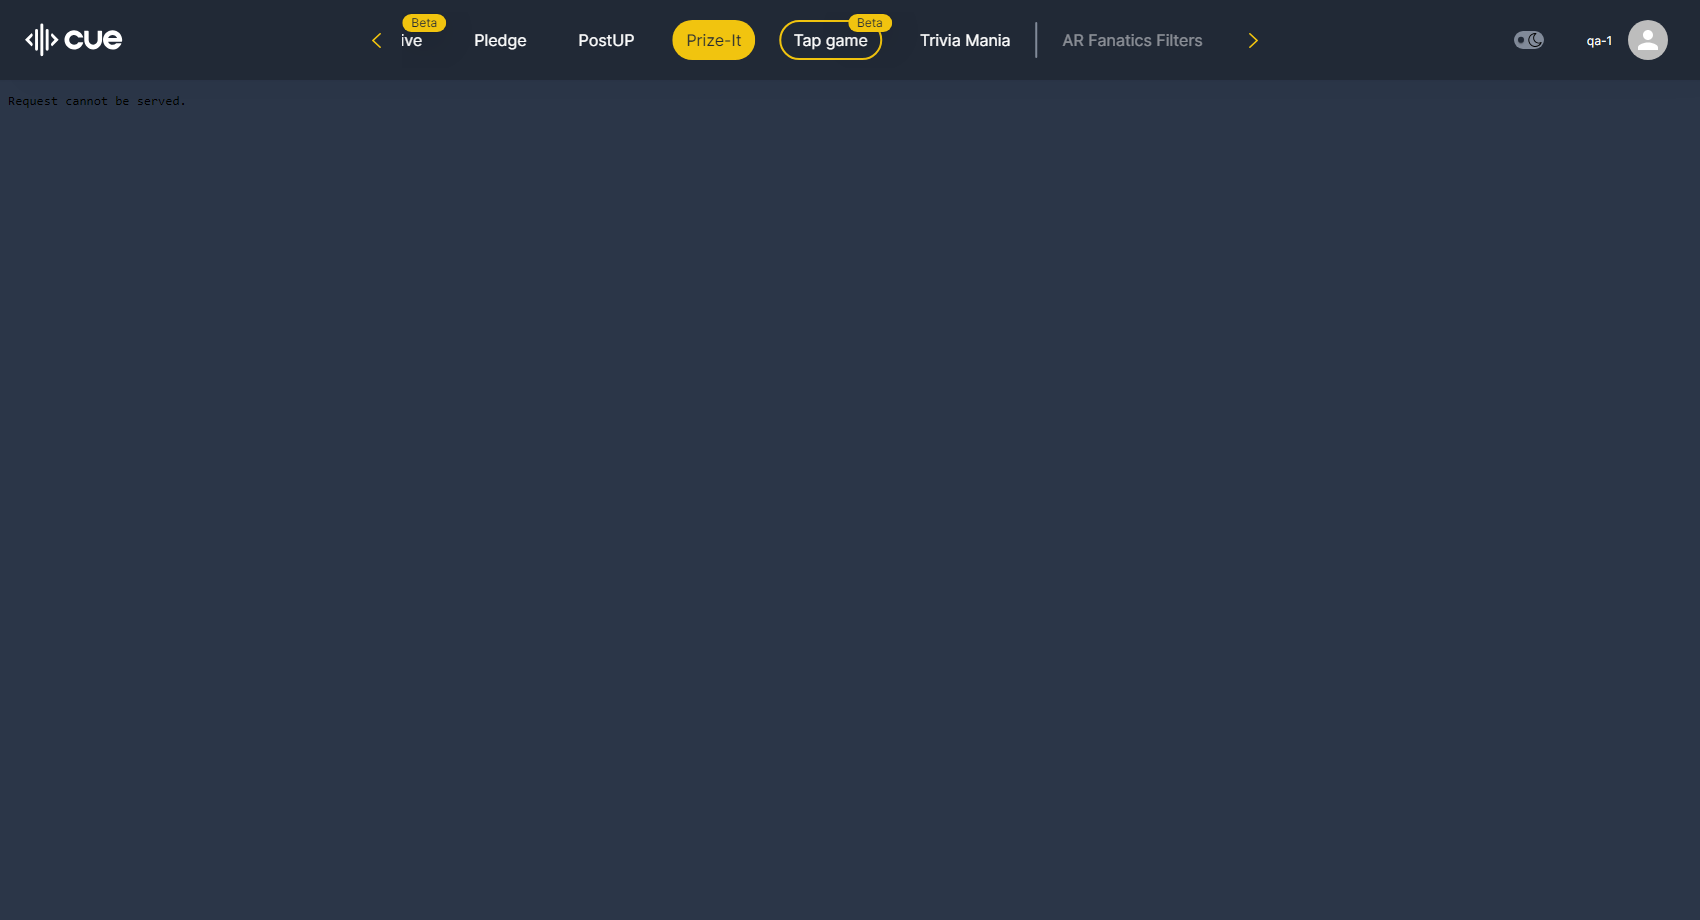 cue
Beta
ive
Pledge
PostUP
Prize-It
Beta
Tap game
Trivia Mania
AR Fanatics Filters
qa-1
Request cannot be served.